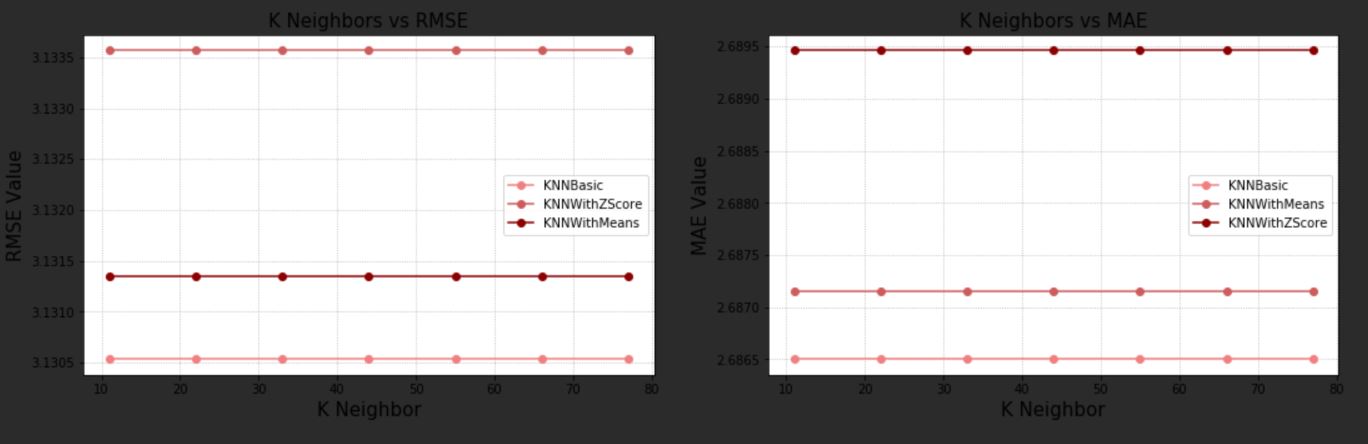 K Neighbors vs RMSE
3.1335
3.1330
3.1325
3.1320
3.1315
3.1310
3.1305
RMSE Value
KNNBasic
KNNWithZScore
KNNWithMeans
10 20 30 40 50 60 70 80
K Neighbor
K Neighbors vs MAE
2.6895
2.6890
2.6885
2.6880
2.6875
2.6870
2.6865
MAE Value
KNNBasic
KNNWithMeans
KNNWithZScore
10 20 30 40 50 60 70 80
K Neighbor